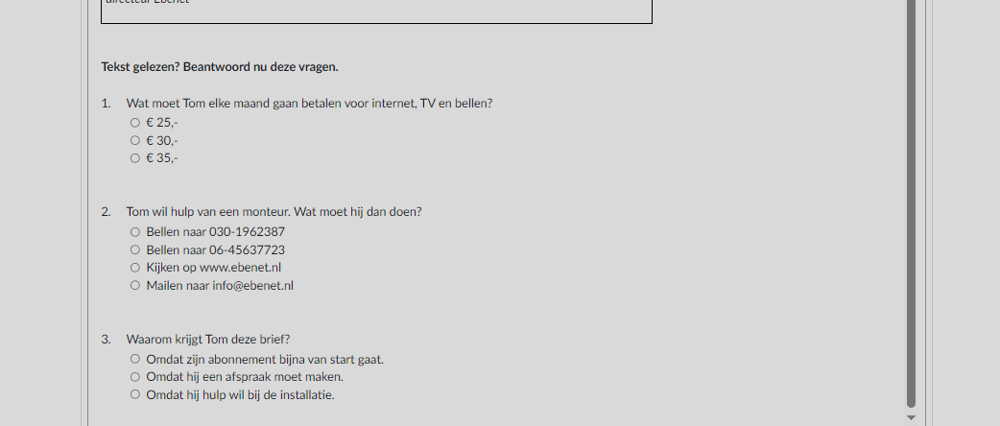 directeur Ebenet
Tekst gelezen? Beantwoord nu deze vragen.
1. Wat moet Tom elke maand gaan betalen voor internet, TV en bellen?
€ 25,-
€ 30,-
€ 35,-
2. Tom wil hulp van een monteur. Wat moet hij dan doen?
Bellen naar 030-1962387
Bellen naar 06-45637723
Kijken op www.ebenet.nl
Mailen naar info@ebenet.nl
3. Waarom krijgt Tom deze brief?
Omdat zijn abonnement bijna van start gaat.
Omdat hij een afspraak moet maken.
Omdat hij hulp wil bij de installatie.